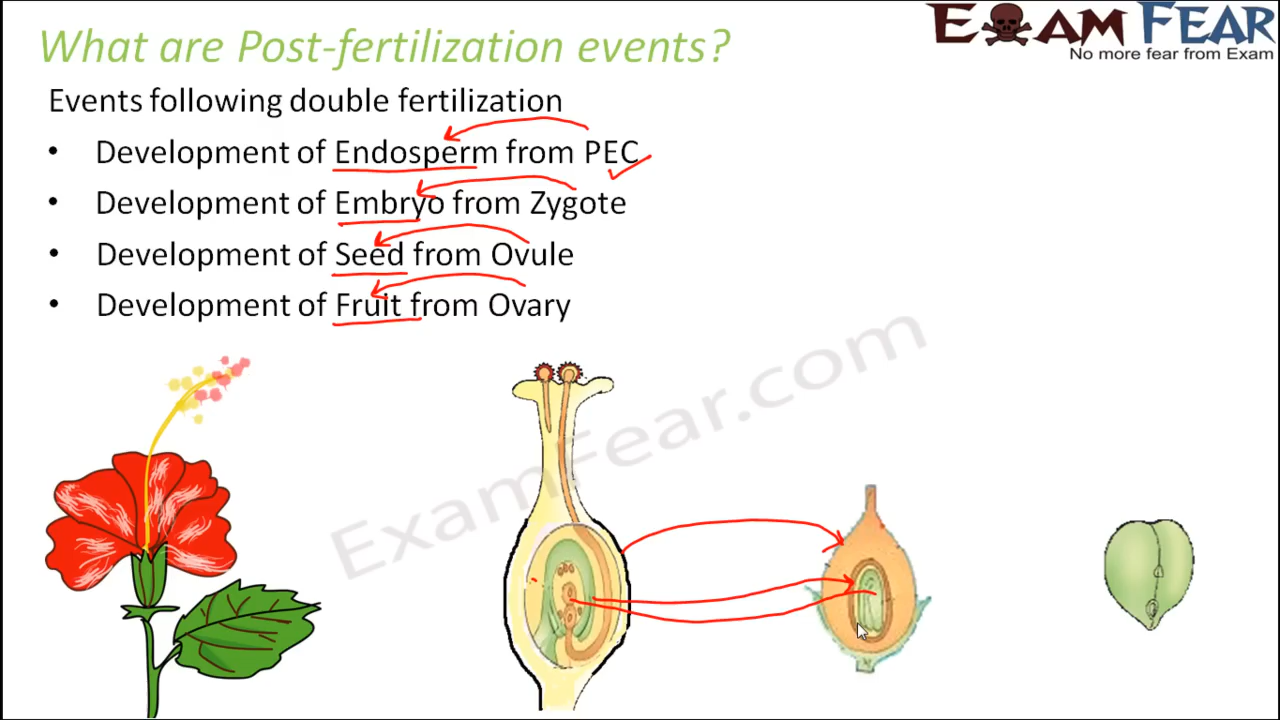 What are Post-fertilization events?
EXAM FEAR
No more fear from Exam
Events following double fertilization
• Development of Endosperm from PEC
• Development of Embryo from Zygote
• Development of Seed from Ovule
• Development of Fruit from Ovary
ExamFear.com